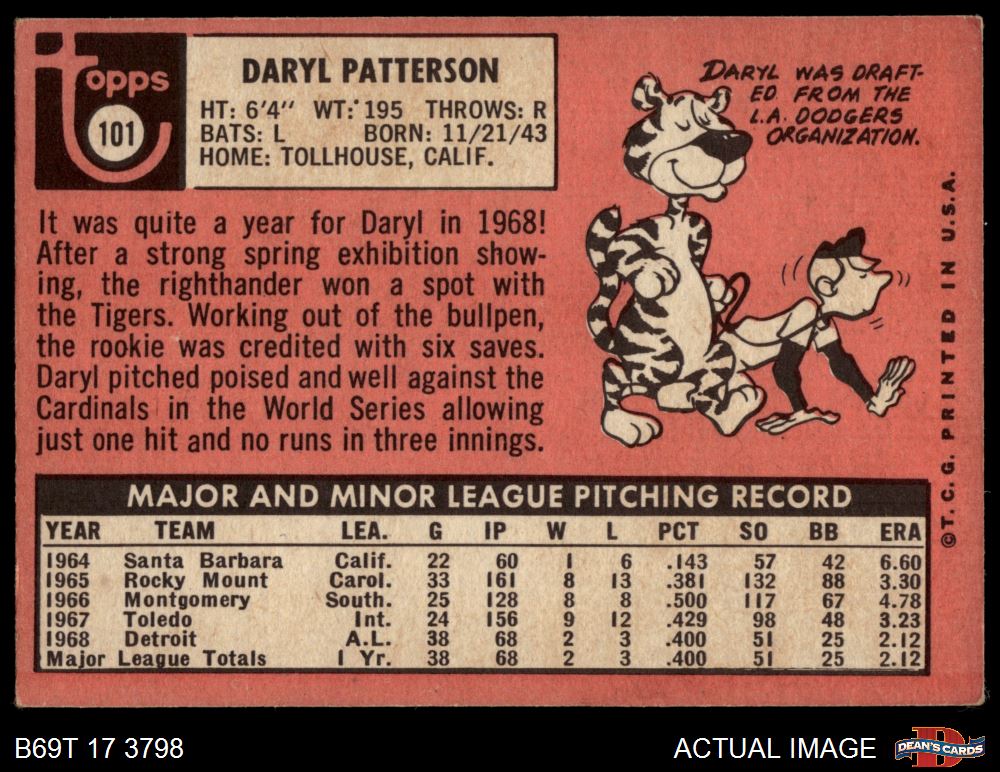 topps
101
DARYL PATTERSON
HT: 6'4" WT: 195 THROWS: R
BATS: L BORN: 11/21/43
HOME: TOLLHOUSE, CALIF.
DARYL WAS DRAFT-
ED FROM THE
L.A. DODGERS
ORGANIZATION.
It was quite a year for Daryl in 1968!
After a strong spring exhibition show-
ing, the righthander won a spot with
the Tigers. Working out of the bullpen,
the rookie was credited with six saves.
Daryl pitched poised and well against the
Cardinals in the World Series allowing
just one hit and no runs in three innings.
©T. C. G. PRINTED IN U.S.A.
MAJOR AND MINOR LEAGUE PITCHING RECORD
YEAR TEAM LEA. G IP W L PCT SO BB ERA
1964 Santa Barbara Calif. 22 60 1 6 .143 57 42 6.60
1965 Rocky Mount Carol. 33 161 8 13 .381 132 88 3.30
1966 Montgomery South. 25 128 8 8 .500 117 67 4.78
1967 Toledo Int. 24 156 9 12 .429 98 48 3.23
1968 Detroit A.L. 38 68 2 3 .400 51 25 2.12
Major League Totals 1 Yr. 38 68 2 3 .400 51 25 2.12
B69T 17 3798
ACTUAL IMAGE
D
DEAN'S CARDS